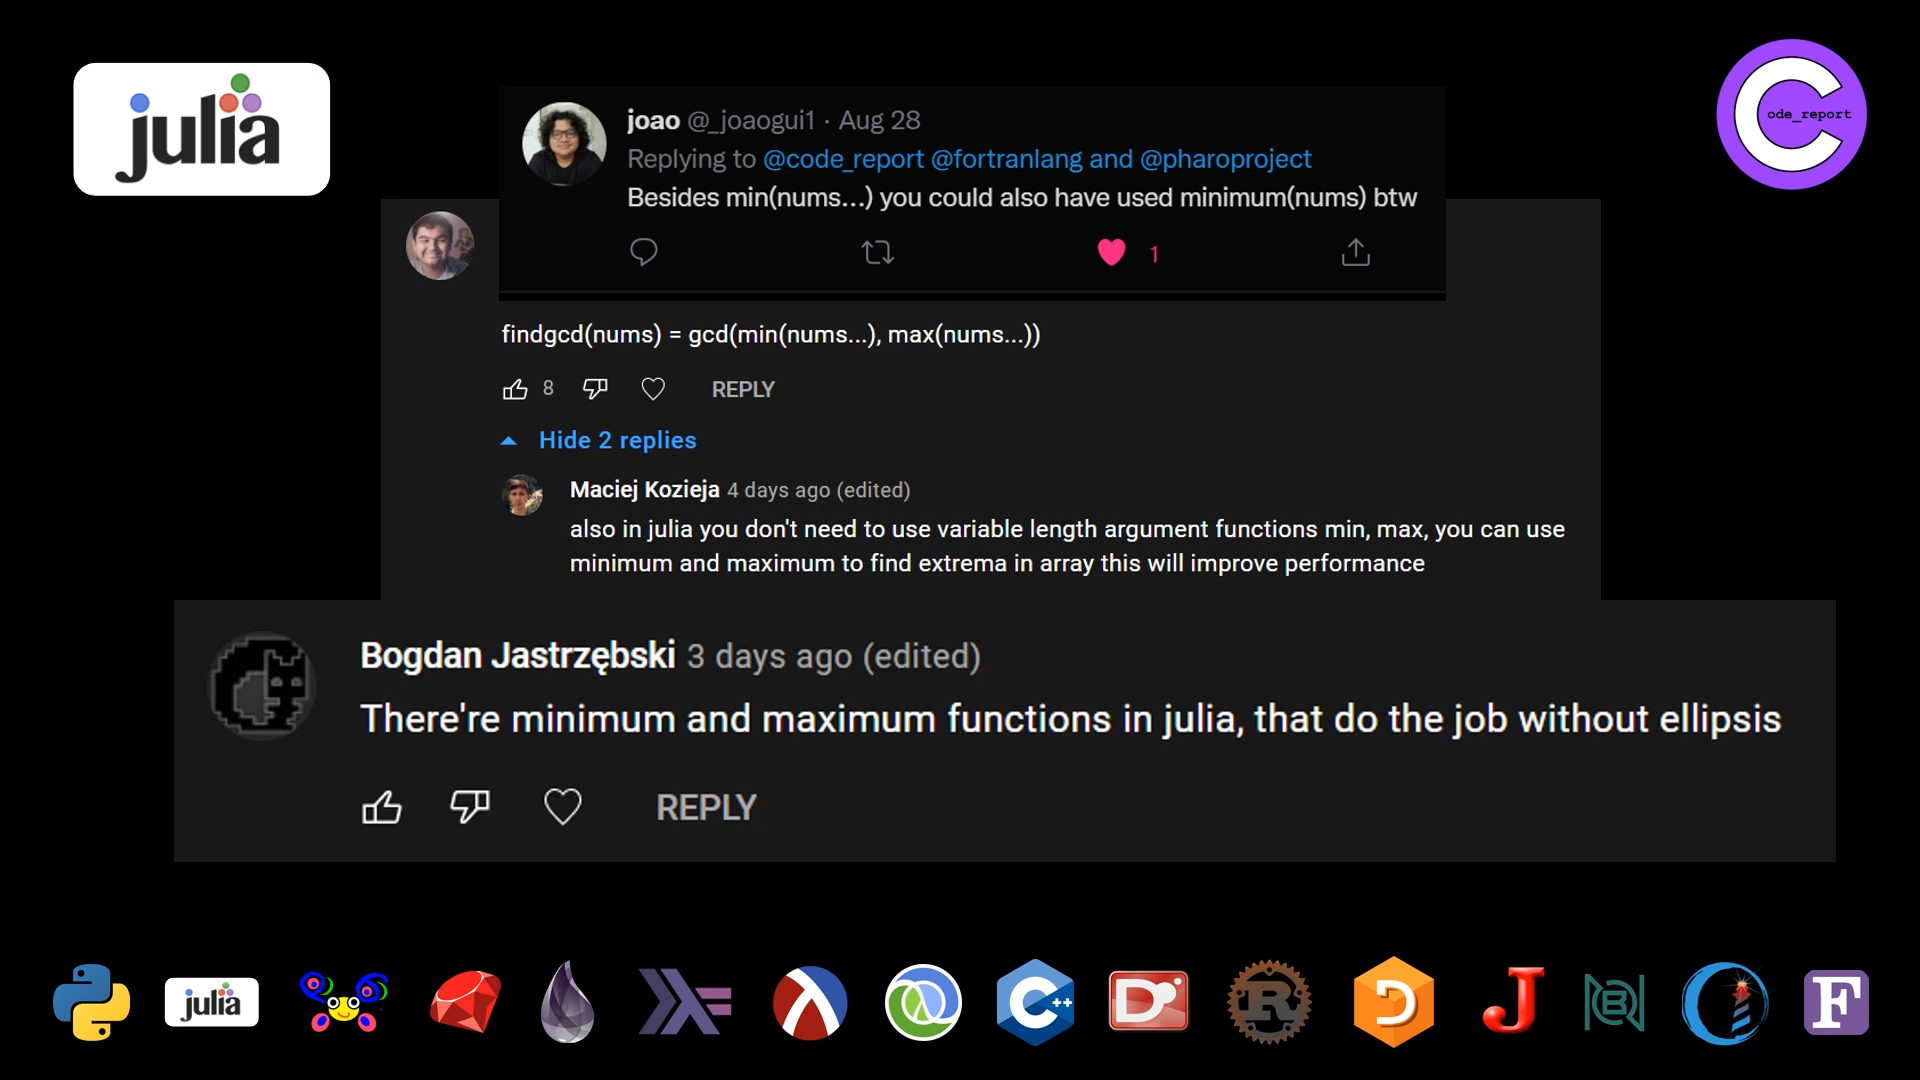 julia
ode_report
joao @_joaogui1 · Aug 28
Replying to @code_report @fortranlang and @pharoproject
Besides min(nums...) you could also have used minimum(nums) btw
1
findgcd(nums) = gcd(min(nums...), max(nums...))
8 REPLY
Hide 2 replies
Maciej Kozieja 4 days ago (edited)
also in julia you don't need to use variable length argument functions min, max, you can use
minimum and maximum to find extrema in array this will improve performance
Bogdan Jastrzębski 3 days ago (edited)
There're minimum and maximum functions in julia, that do the job without ellipsis
REPLY
julia C++ D R D J BQN F